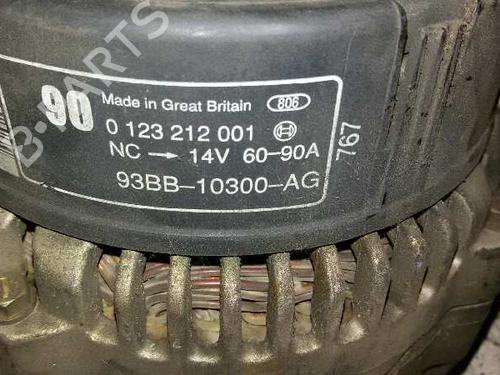 B-PARTS
90
Made in Great Britain 806
0 123 212 001
NC → 14V 60-90A
93BB-10300-AG
767